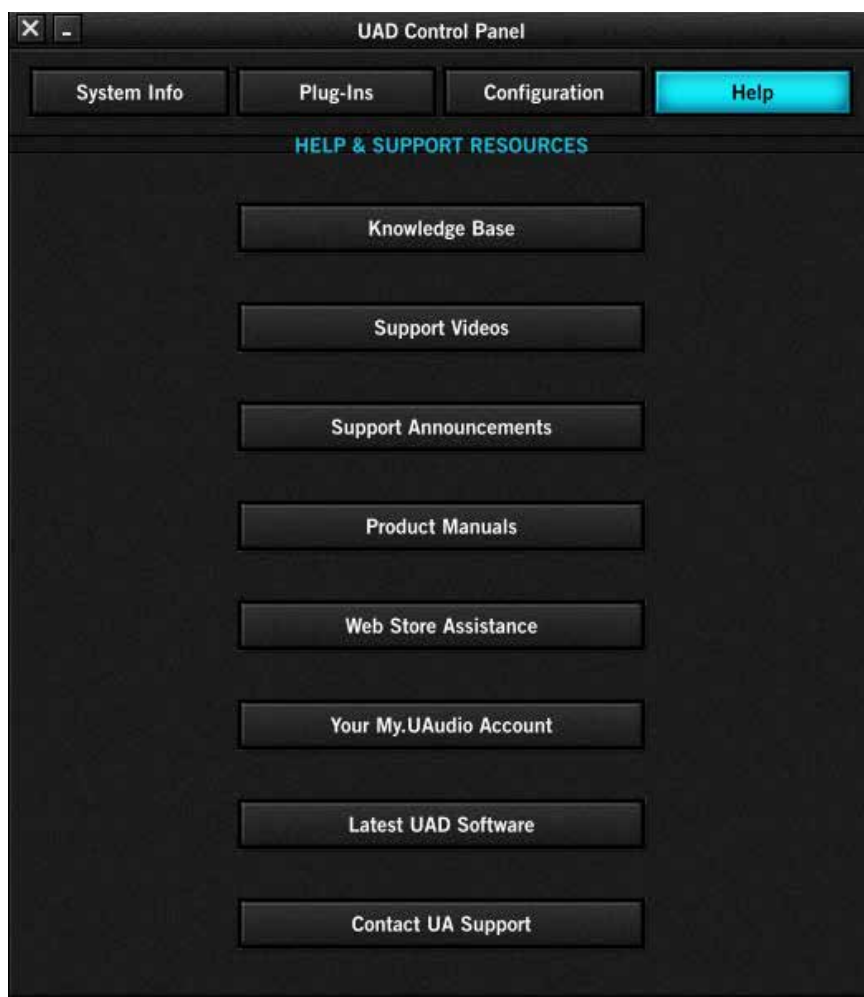 UAD Control Panel
System Info Plug-Ins Configuration Help
HELP & SUPPORT RESOURCES
Knowledge Base
Support Videos
Support Announcements
Product Manuals
Web Store Assistance
Your My.UAudio Account
Latest UAD Software
Contact UA Support